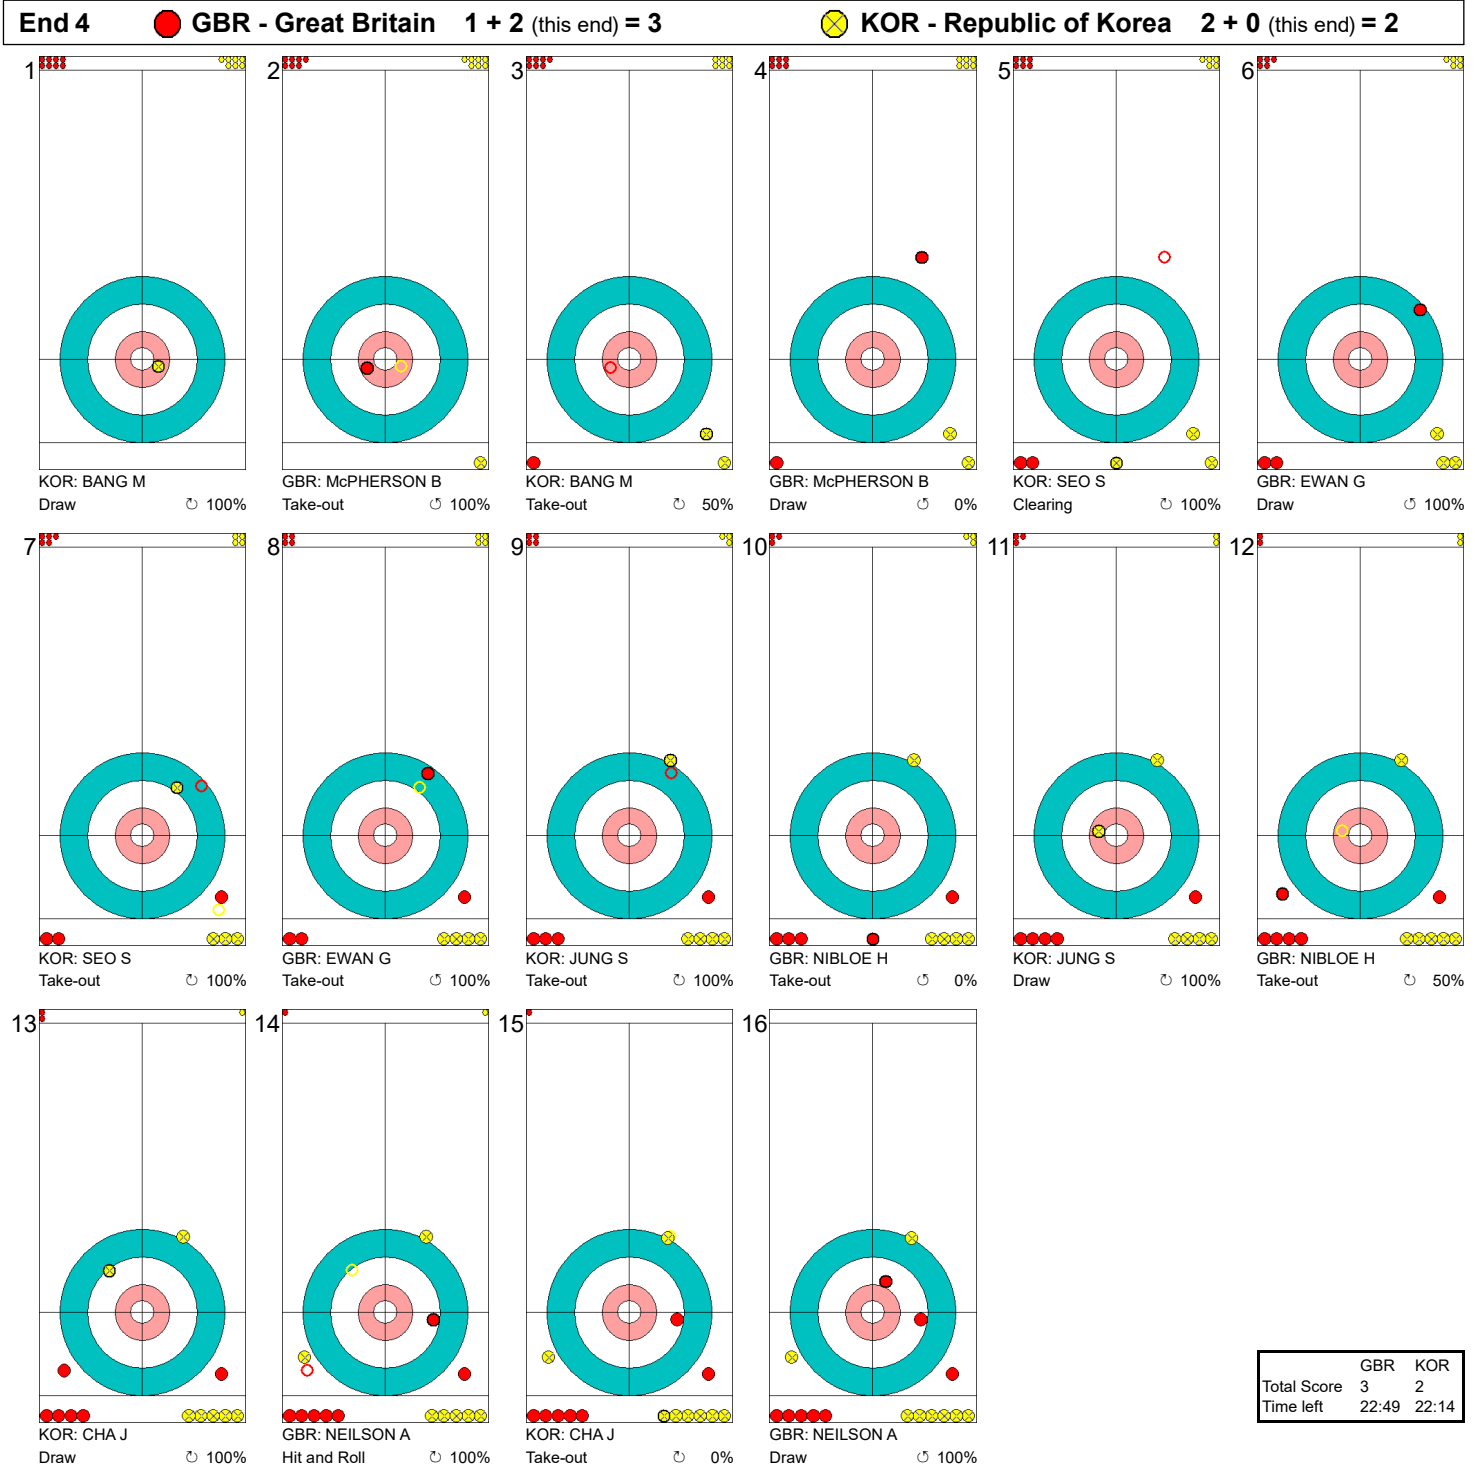 End 4 GBR - Great Britain 1 + 2 (this end) = 3 KOR - Republic of Korea 2 + 0 (this end) = 2
1 2 3 4 5 6
KOR: BANG M GBR: McPHERSON B KOR: BANG M GBR: McPHERSON B KOR: SEO S GBR: EWAN G
Draw ↻ 100% Take-out ↺ 100% Take-out ↻ 50% Draw ↺ 0% Clearing ↻ 100% Draw ↺ 100%
7 8 9 10 11 12
KOR: SEO S GBR: EWAN G KOR: JUNG S GBR: NIBLOE H KOR: JUNG S GBR: NIBLOE H
Take-out ↻ 100% Take-out ↺ 100% Take-out ↻ 100% Take-out ↺ 0% Draw ↻ 100% Take-out ↻ 50%
13 14 15 16
KOR: CHA J GBR: NEILSON A KOR: CHA J GBR: NEILSON A
Draw ↻ 100% Hit and Roll ↻ 100% Take-out ↻ 0% Draw ↺ 100%
GBR KOR
Total Score 3 2
Time left 22:49 22:14